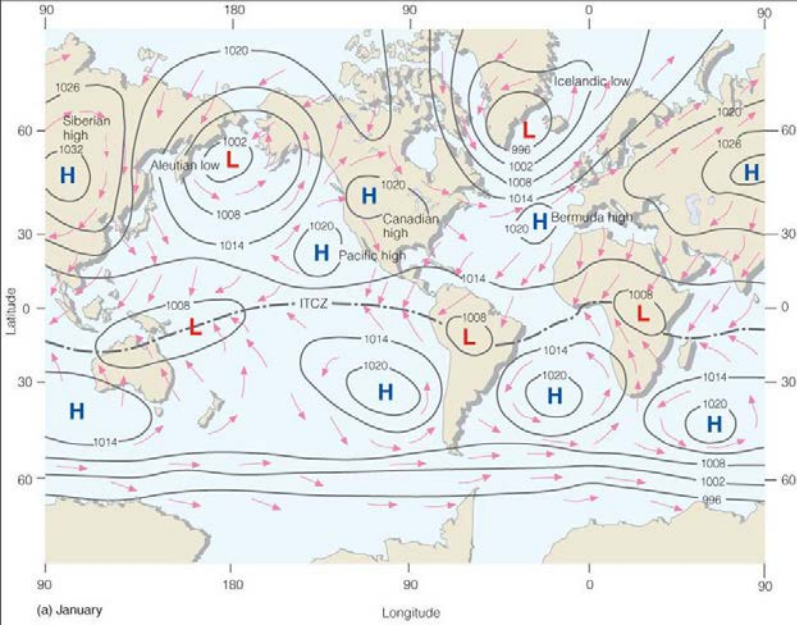 90 180 90 0 90
1020
1026
Icelandic low
Siberian
high
1020
60
60
1032
1002
L
L
996
1026
Aleutian low
1002
H
H
1008
H
1020
1014
1008
Canadian
high
H
Bermuda high
1020
30
1020
30
1014
H
Pacific high
1014
Latitude
0
1008
ITCZ
1008
0
L
L
1008
L
1014
1014
30
1020
1020
1014
30
H
H
H
1020
H
1014
1008
60
1002
60
996
90 180 90 0 90
(a) January
Longitude